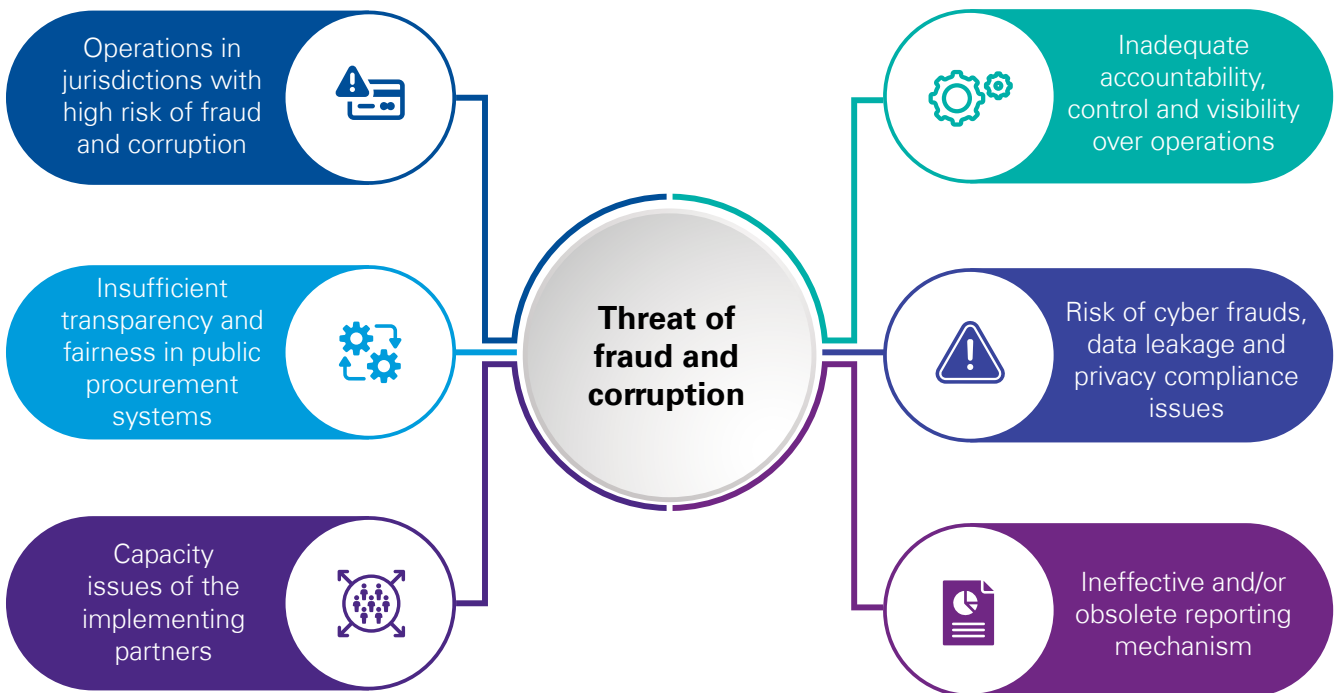 Operations in
jurisdictions with
high risk of fraud
and corruption
Insufficient
transparency and
fairness in public
procurement
systems
Capacity
issues of the
implementing
partners
Threat of
fraud and
corruption
Inadequate
accountability,
control and visibility
over operations
Risk of cyber frauds,
data leakage and
privacy compliance
issues
Ineffective and/or
obsolete reporting
mechanism